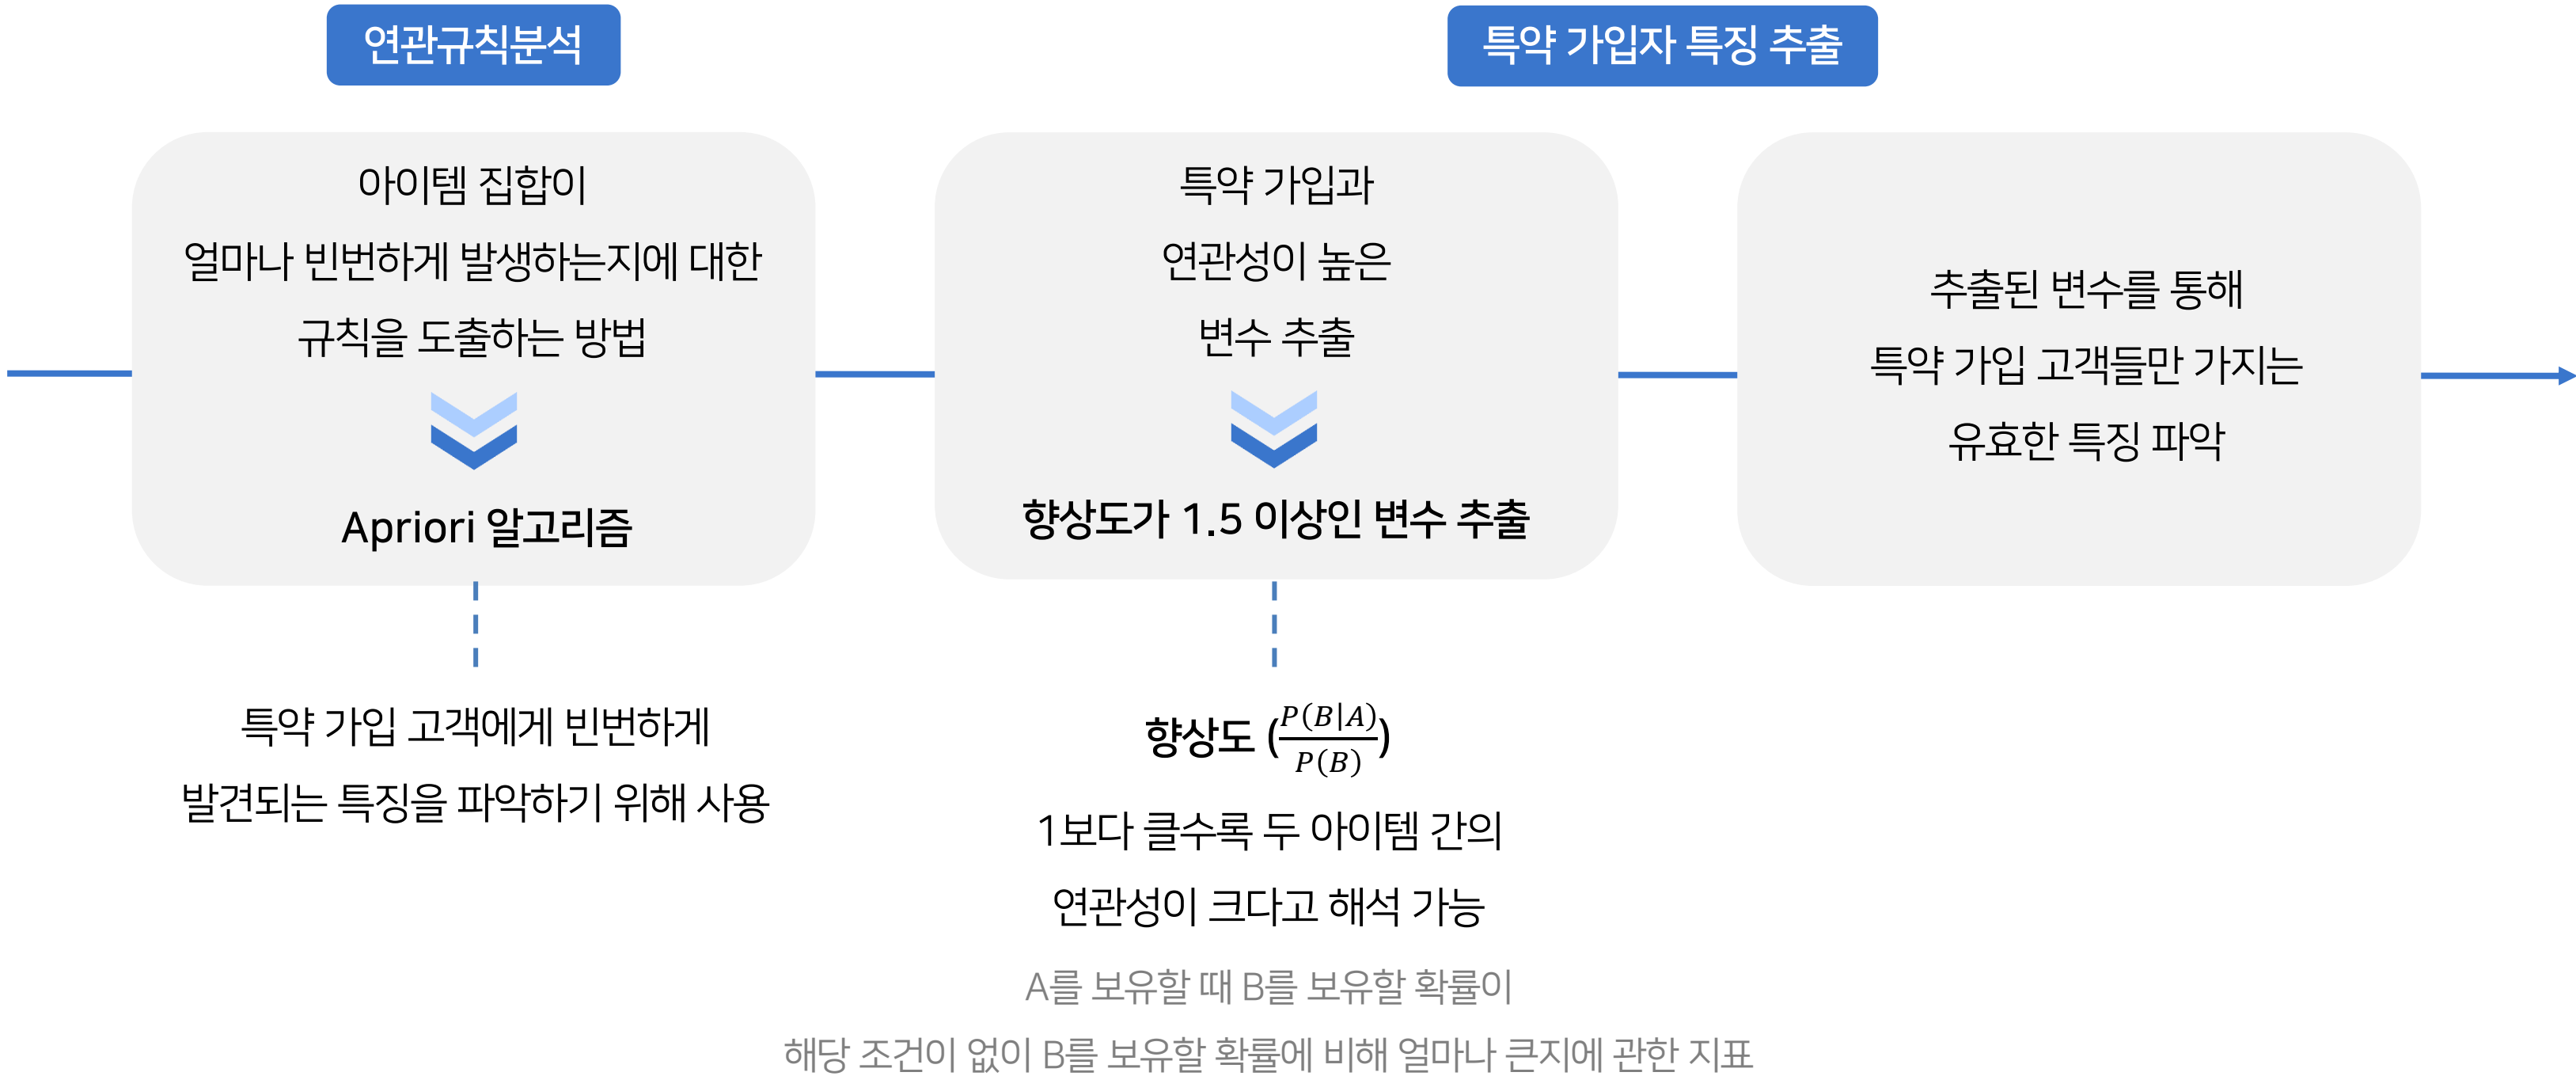 연관규칙분석
특약 가입자 특징 추출
아이템 집합이
얼마나 빈번하게 발생하는지에 대한
규칙을 도출하는 방법
Apriori 알고리즘
특약 가입 고객에게 빈번하게
발견되는 특징을 파악하기 위해 사용
특약 가입과
연관성이 높은
변수 추출
향상도가 1.5 이상인 변수 추출
향상도 (P(B|A)/P(B))
1보다 클수록 두 아이템 간의
연관성이 크다고 해석 가능
A를 보유할 때 B를 보유할 확률이
해당 조건이 없이 B를 보유할 확률에 비해 얼마나 큰지에 관한 지표
추출된 변수를 통해
특약 가입 고객들만 가지는
유효한 특징 파악